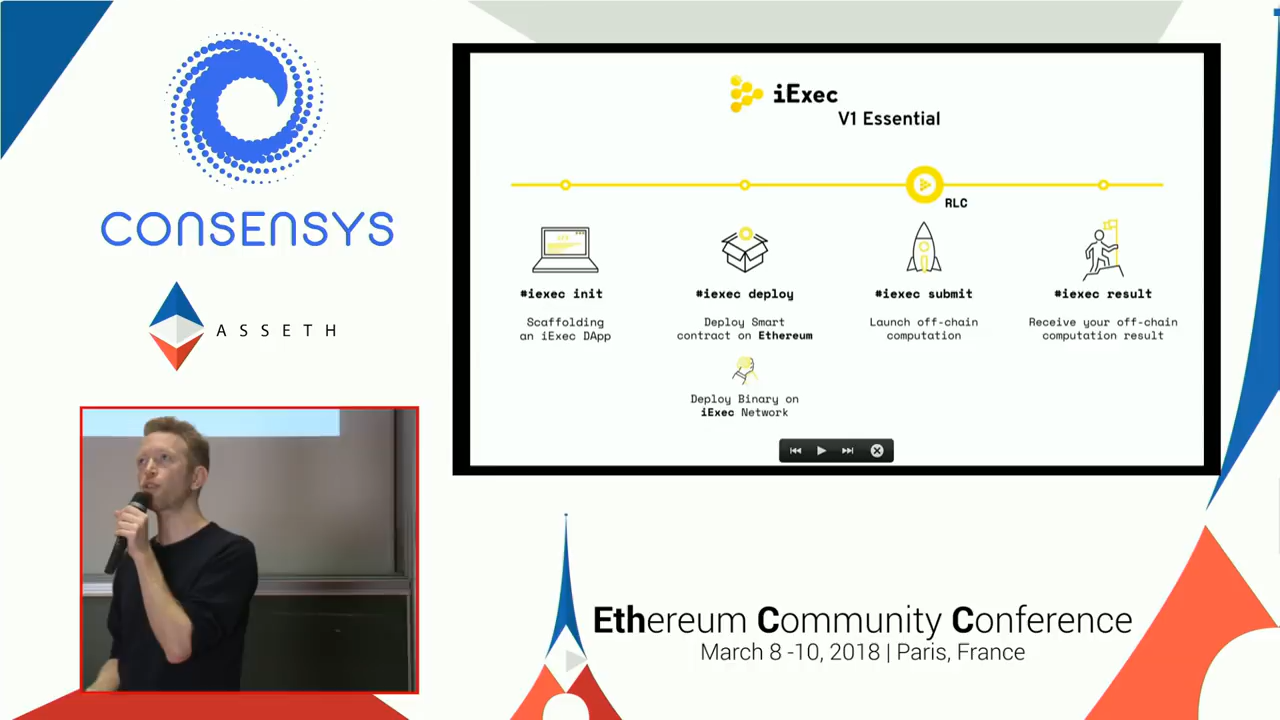 CONSENSYS
ASSETH
iExec
V1 Essential
RLC
#iexec init
Scaffolding
an iExec DApp
#iexec deploy
Deploy Smart
contract on Ethereum
Deploy Binary on
iExec Network
#iexec submit
Launch off-chain
computation
#iexec result
Receive your off-chain
computation result
Ethereum Community Conference
March 8 -10, 2018 | Paris, France